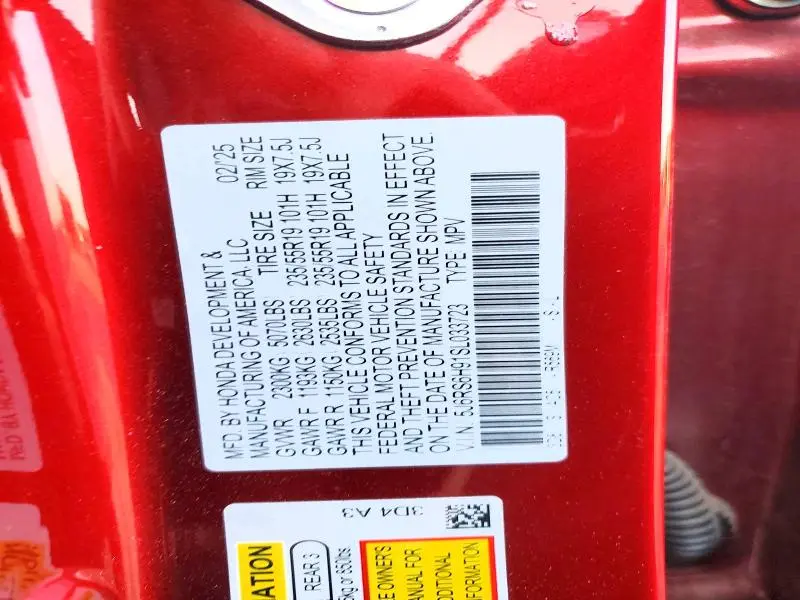 MFD. BY HONDA DEVELOPMENT &
MANUFACTURING OF AMERICA, LLC 02/25
TIRE SIZE RIM SIZE
GVWR 2300KG 5070LBS
GAWR F 1193KG 2630LBS 235/55R19 101H 19X7.5J
GAWR R 1150KG 2535LBS 235/55R19 101H 19X7.5J
THIS VEHICLE CONFORMS TO ALL APPLICABLE
FEDERAL MOTOR VEHICLE SAFETY
AND THEFT PREVENTION STANDARDS IN EFFECT
ON THE DATE OF MANUFACTURE SHOWN ABOVE.
V.I.N. 5J6RS6H91SL033723 TYPE MPV
3D4 A3
REAR 3
ADDITIONAL